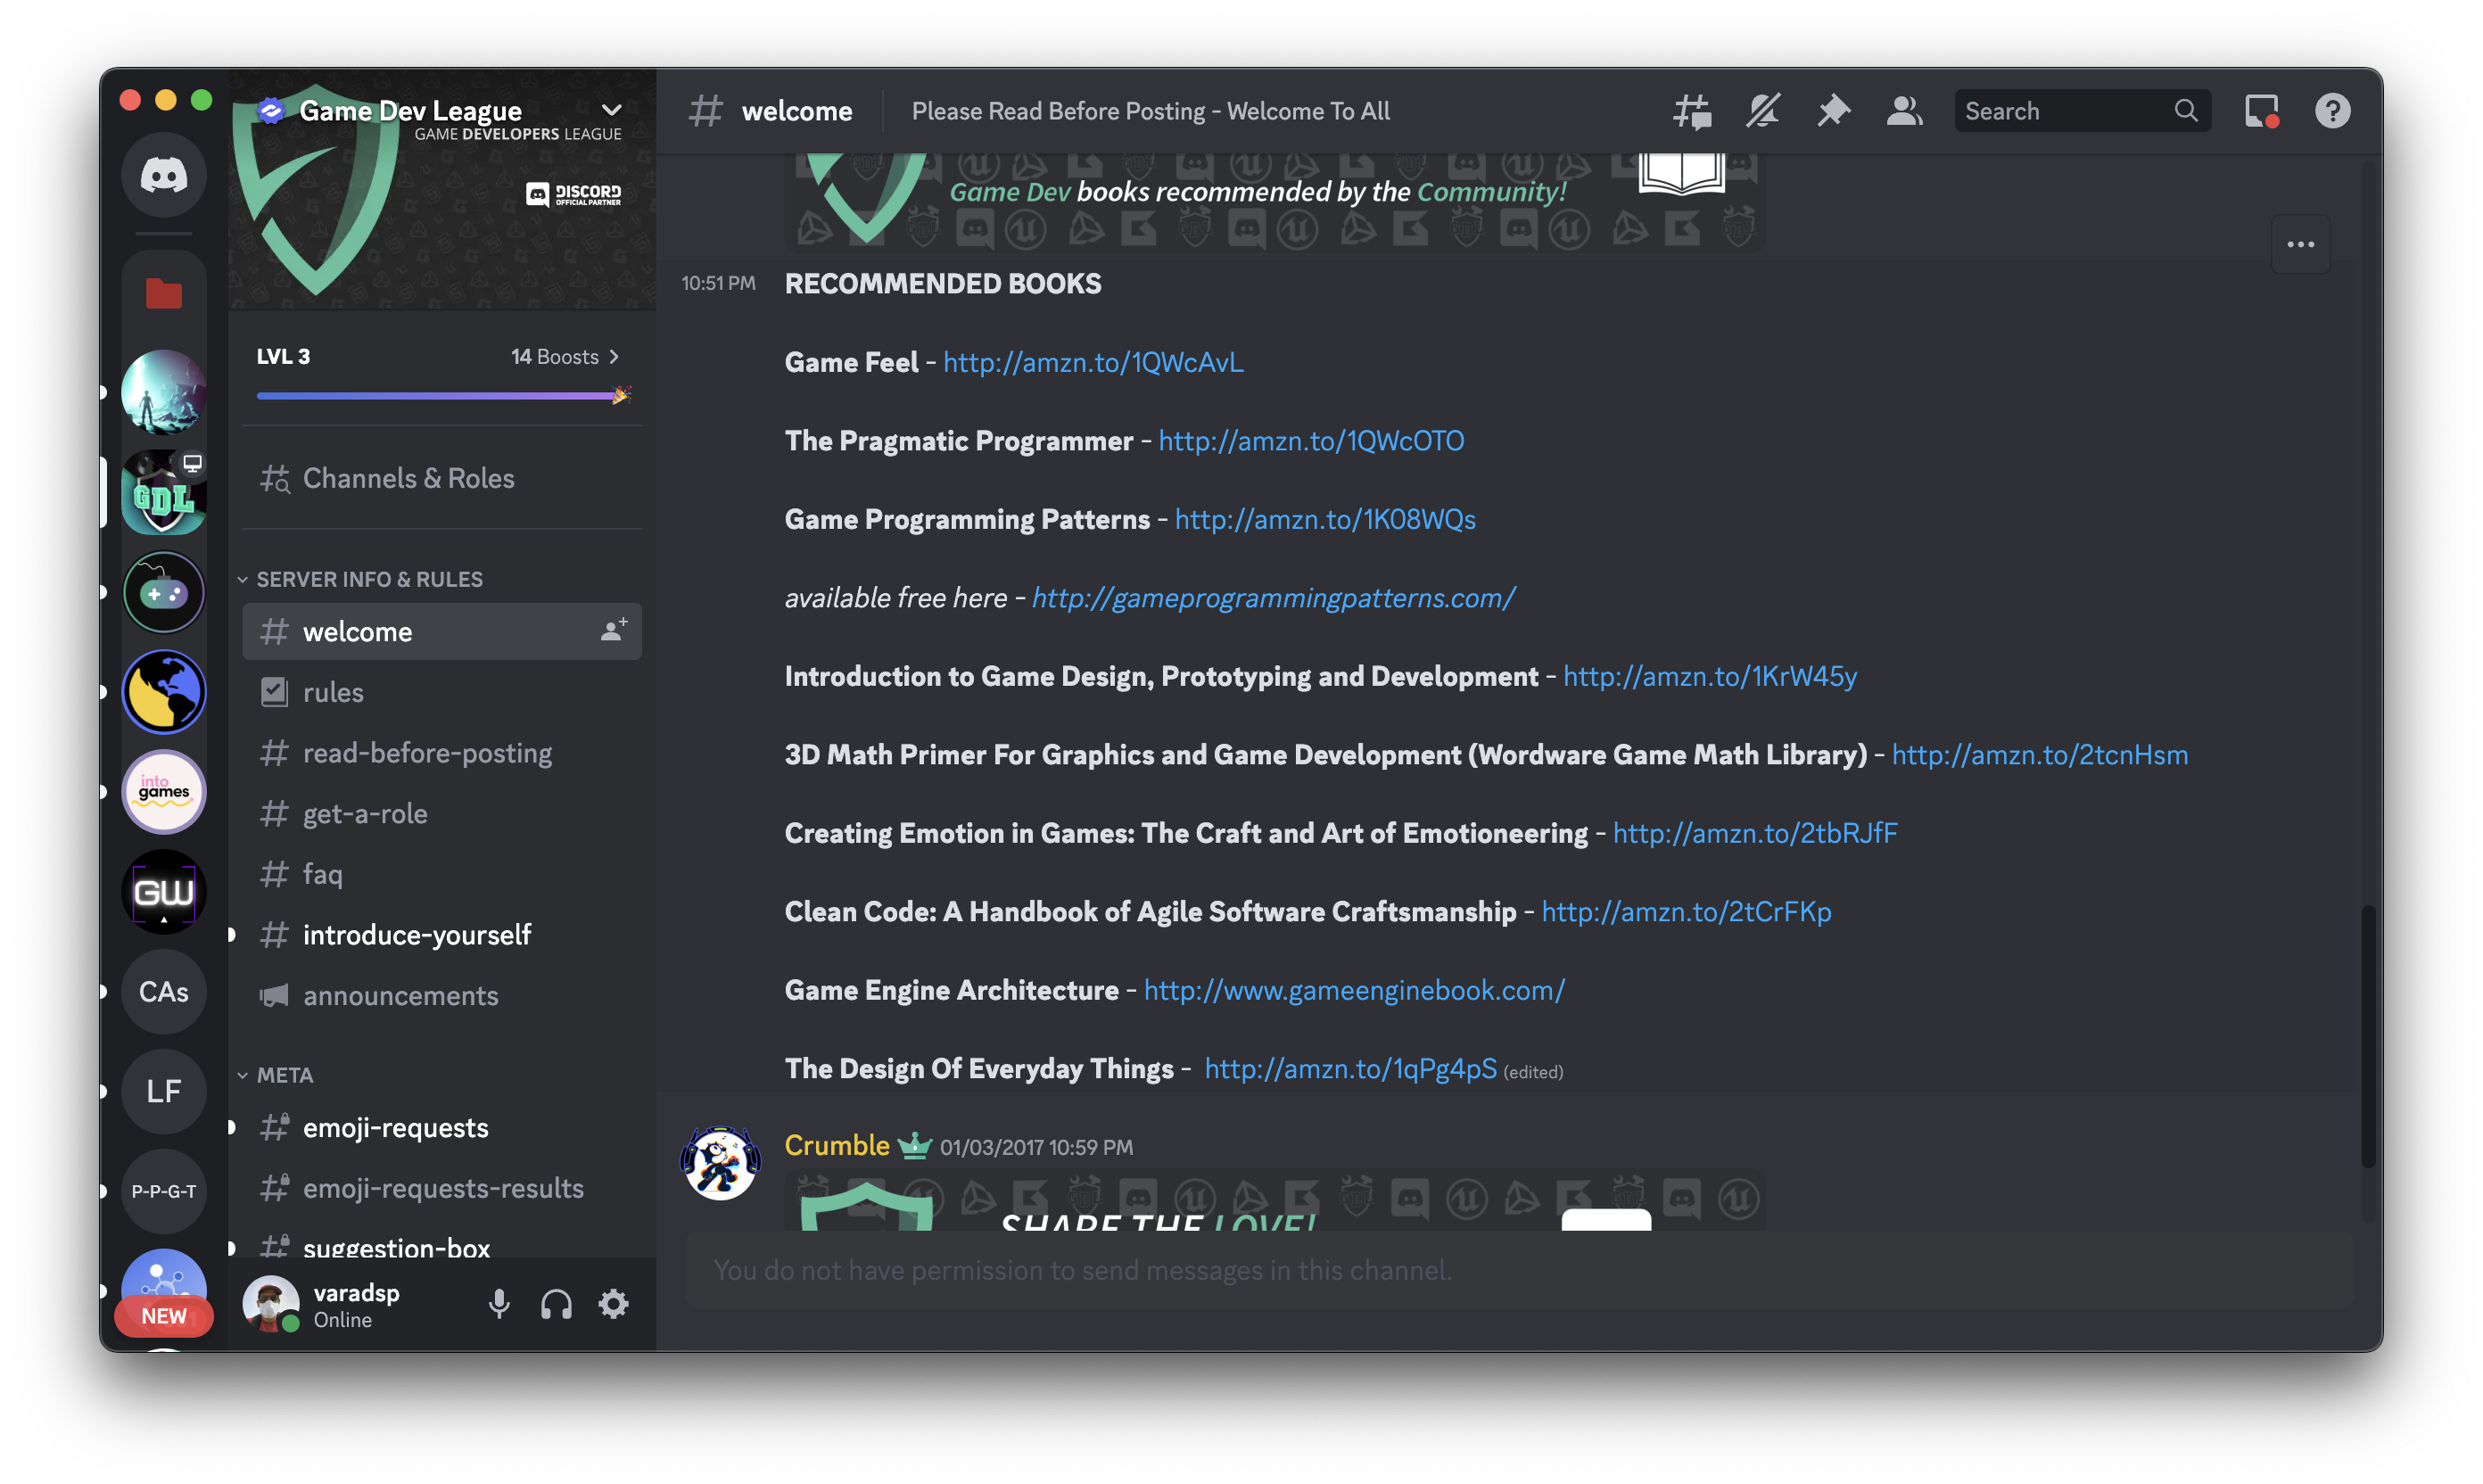 Game Dev League
GAME DEVELOPERS LEAGUE
DISCORD
OFFICIAL PARTNER
LVL 3
14 Boosts
Channels & Roles
SERVER INFO & RULES
welcome
rules
read-before-posting
get-a-role
faq
introduce-yourself
announcements
META
emoji-requests
emoji-requests-results
suggestion-box
varadsp
Online
GDL
into
games
GW
CAs
LF
P-P-G-T
NEW
welcome
Please Read Before Posting - Welcome To All
Search
Game Dev books recommended by the Community!
10:51 PM
RECOMMENDED BOOKS
Game Feel - http://amzn.to/1QWcAvL
The Pragmatic Programmer - http://amzn.to/1QWcOTO
Game Programming Patterns - http://amzn.to/1K08WQs
available free here - http://gameprogrammingpatterns.com/
Introduction to Game Design, Prototyping and Development - http://amzn.to/1KrW45y
3D Math Primer For Graphics and Game Development (Wordware Game Math Library) - http://amzn.to/2tcnHsm
Creating Emotion in Games: The Craft and Art of Emotioneering - http://amzn.to/2tbRJfF
Clean Code: A Handbook of Agile Software Craftsmanship - http://amzn.to/2tCrFKp
Game Engine Architecture - http://www.gameenginebook.com/
The Design Of Everyday Things - http://amzn.to/1qPg4pS (edited)
Crumble 01/03/2017 10:59 PM
SHARE THE LOVE!
You do not have permission to send messages in this channel.